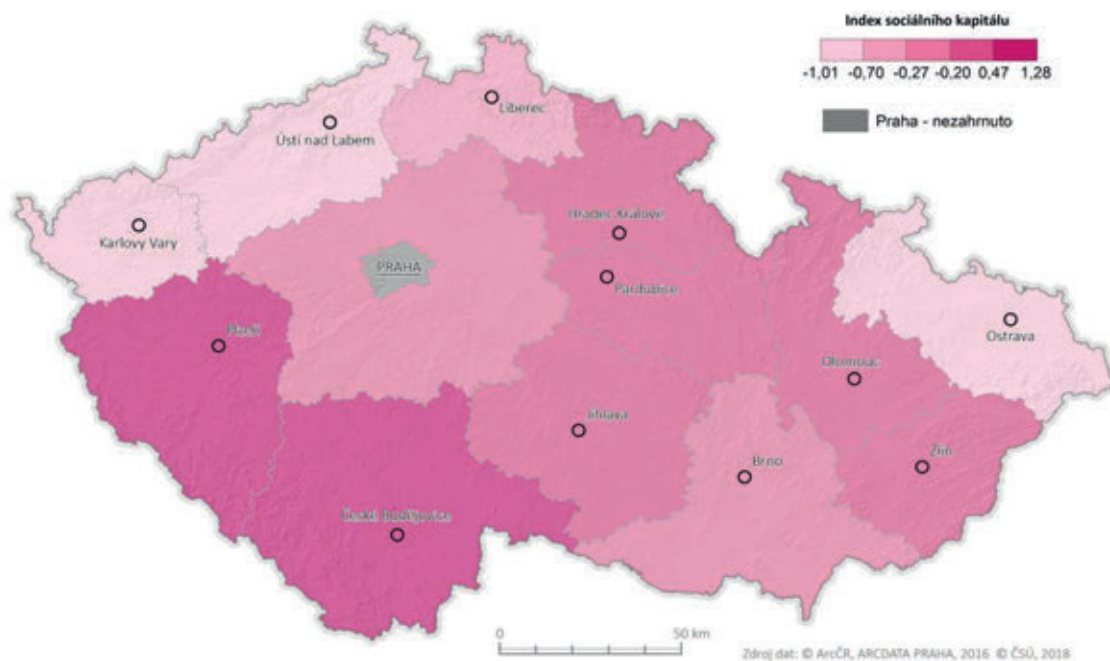 Index sociálního kapitálu
-1,01 -0,70 -0,27 -0,20 0,47 1,28
Praha - nezahrnuto
Liberec
Ústí nad Labem
Karlovy Vary
Hradec Králové
PRAHA
Pardubice
Plzeň
Ostrava
Olomouc
Jihlava
Brno
Zlín
České Budějovice
0 50 km
Zdroj dat: © ArcČR, ARCDATA PRAHA, 2016 © ČSÚ, 2018